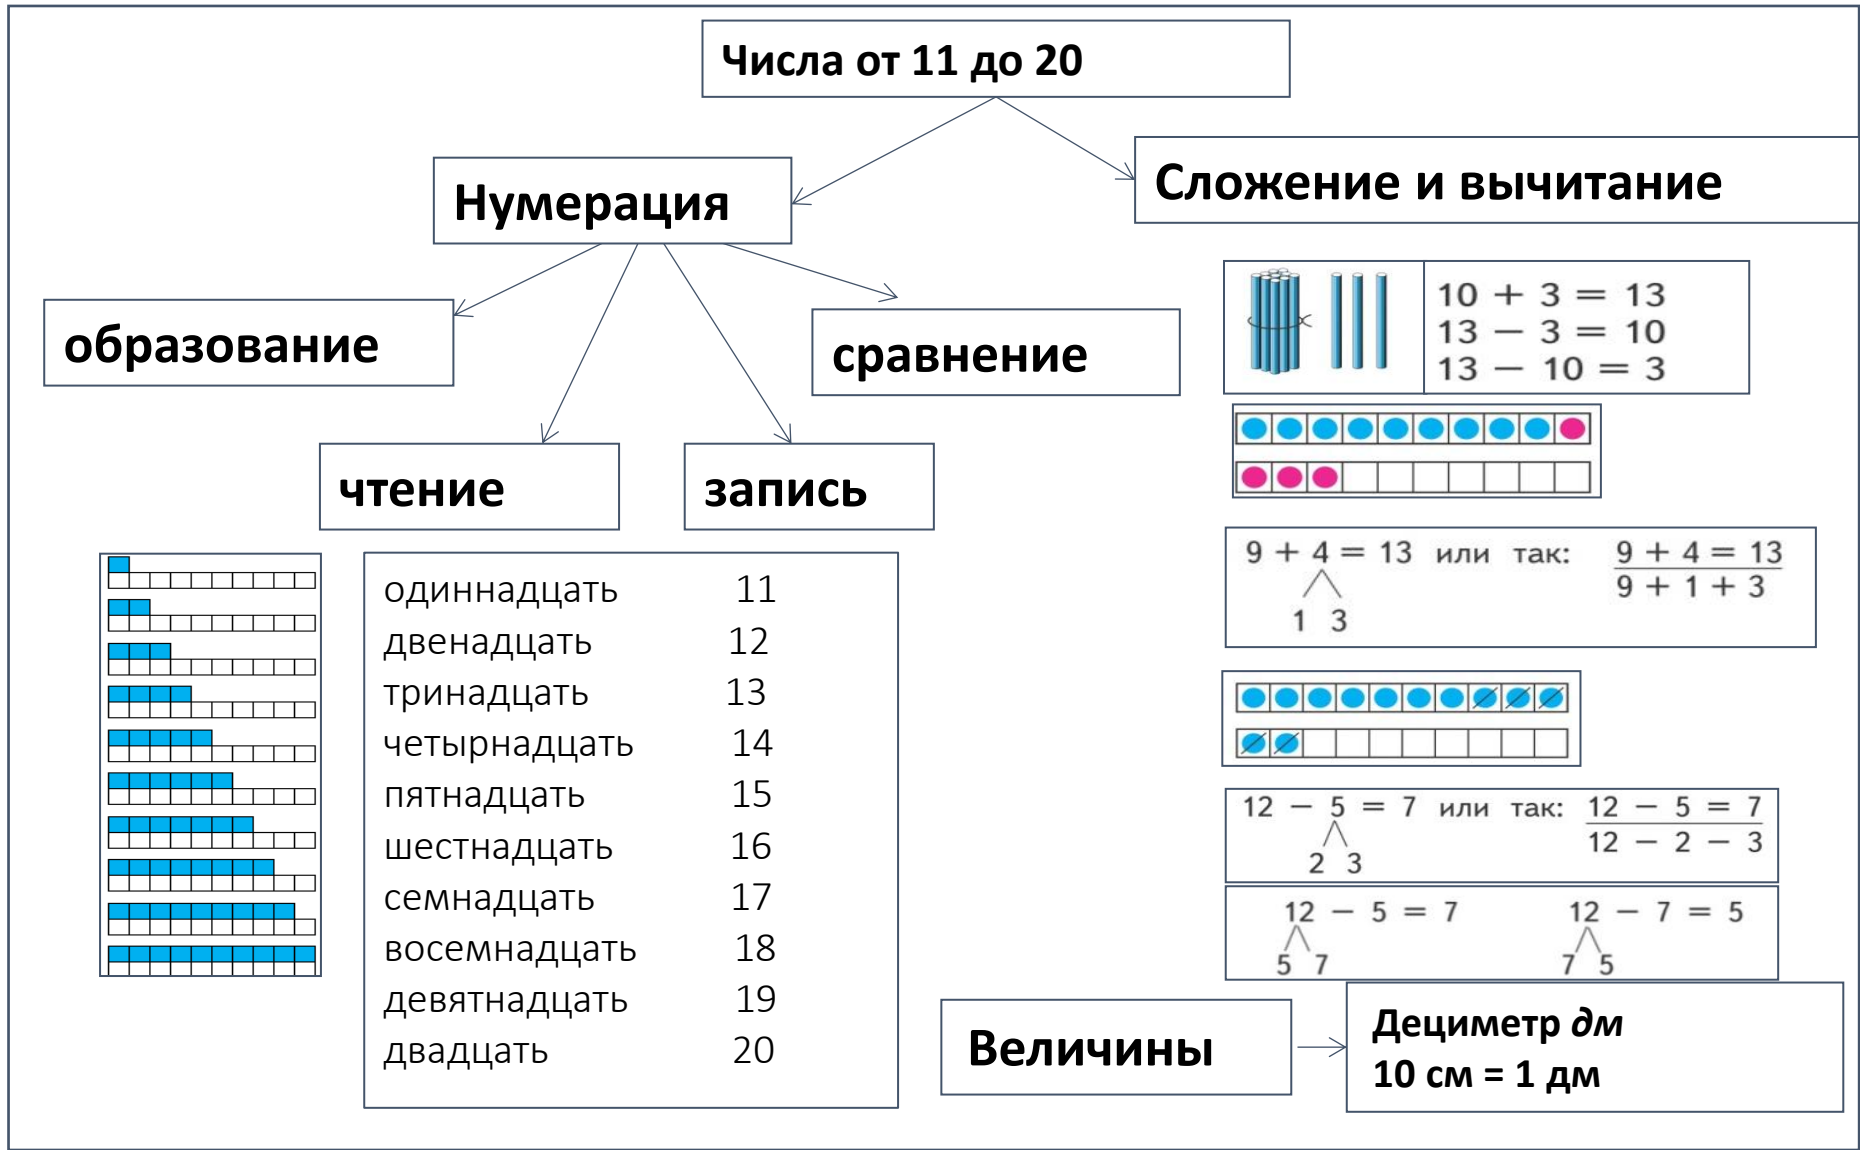 Числа от 11 до 20
Нумерация
Сложение и вычитание
образование
сравнение
чтение
запись
одиннадцать 11
двенадцать 12
тринадцать 13
четырнадцать 14
пятнадцать 15
шестнадцать 16
семнадцать 17
восемнадцать 18
девятнадцать 19
двадцать 20
10 + 3 = 13
13 − 3 = 10
13 − 10 = 3
9 + 4 = 13 или так: 9 + 4 = 13
9 + 1 + 3
1 3
12 − 5 = 7 или так: 12 − 5 = 7
12 − 2 − 3
2 3
12 − 5 = 7 12 − 7 = 5
5 7 7 5
Величины
Дециметр дм
10 см = 1 дм